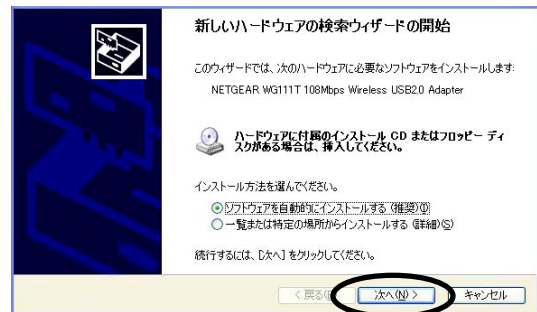 新しいハードウェアの検索ウィザードの開始
このウィザードでは、次のハードウェアに必要なソフトウェアをインストールします:
NETGEAR WG111T 108Mbps Wireless USB2.0 Adapter
ハードウェアに付属のインストール CD またはフロッピー ディ
スクがある場合は、挿入してください。
インストール方法を選んでください。
ソフトウェアを自動的にインストールする (推奨)(I)
一覧または特定の場所からインストールする (詳細)(S)
続行するには、[次へ] をクリックしてください。
< 戻る(B) 次へ(N) > キャンセル